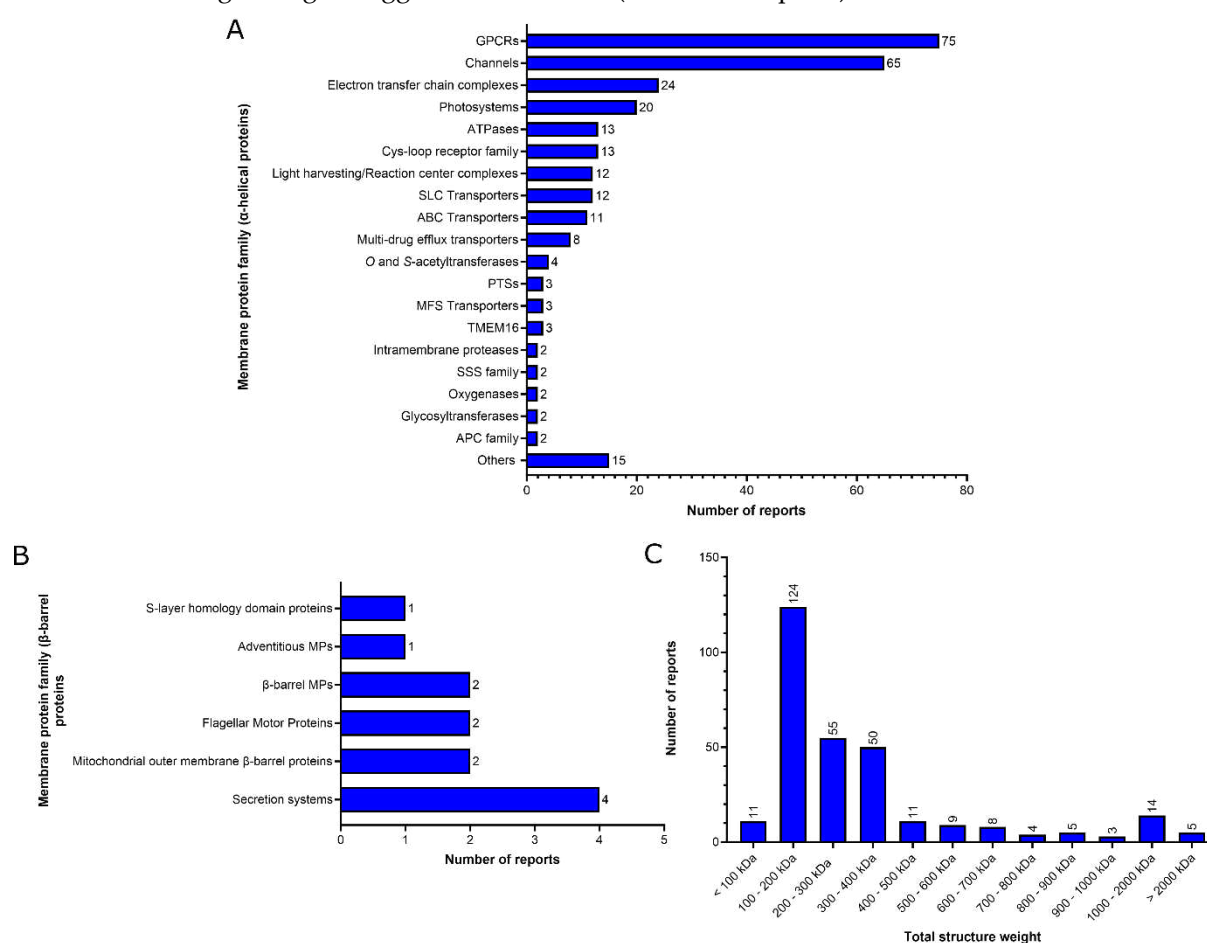 A
Membrane protein family (α-helical proteins)
GPCRs 75
Channels 65
Electron transfer chain complexes 24
Photosystems 20
ATPases 13
Cys-loop receptor family 13
Light harvesting/Reaction center complexes 12
SLC Transporters 12
ABC Transporters 11
Multi-drug efflux transporters 8
O and S-acetyltransferases 4
PTSs 3
MFS Transporters 3
TMEM16 3
Intramembrane proteases 2
SSS family 2
Oxygenases 2
Glycosyltransferases 2
APC family 2
Others 15
0 20 40 60 80
Number of reports
B
Membrane protein family (β-barrel
proteins
S-layer homology domain proteins 1
Adventitious MPs 1
β-barrel MPs 2
Flagellar Motor Proteins 2
Mitochondrial outer membrane β-barrel proteins 2
Secretion systems 4
0 1 2 3 4 5
Number of reports
C
Number of reports
150
100
50
0
11 124 55 50 11 9 8 4 5 3 14 5
< 100 kDa
100 - 200 kDa
200 - 300 kDa
300 - 400 kDa
400 - 500 kDa
500 - 600 kDa
600 - 700 kDa
700 - 800 kDa
800 - 900 kDa
900 - 1000 kDa
1000 - 2000 kDa
> 2000 kDa
Total structure weight